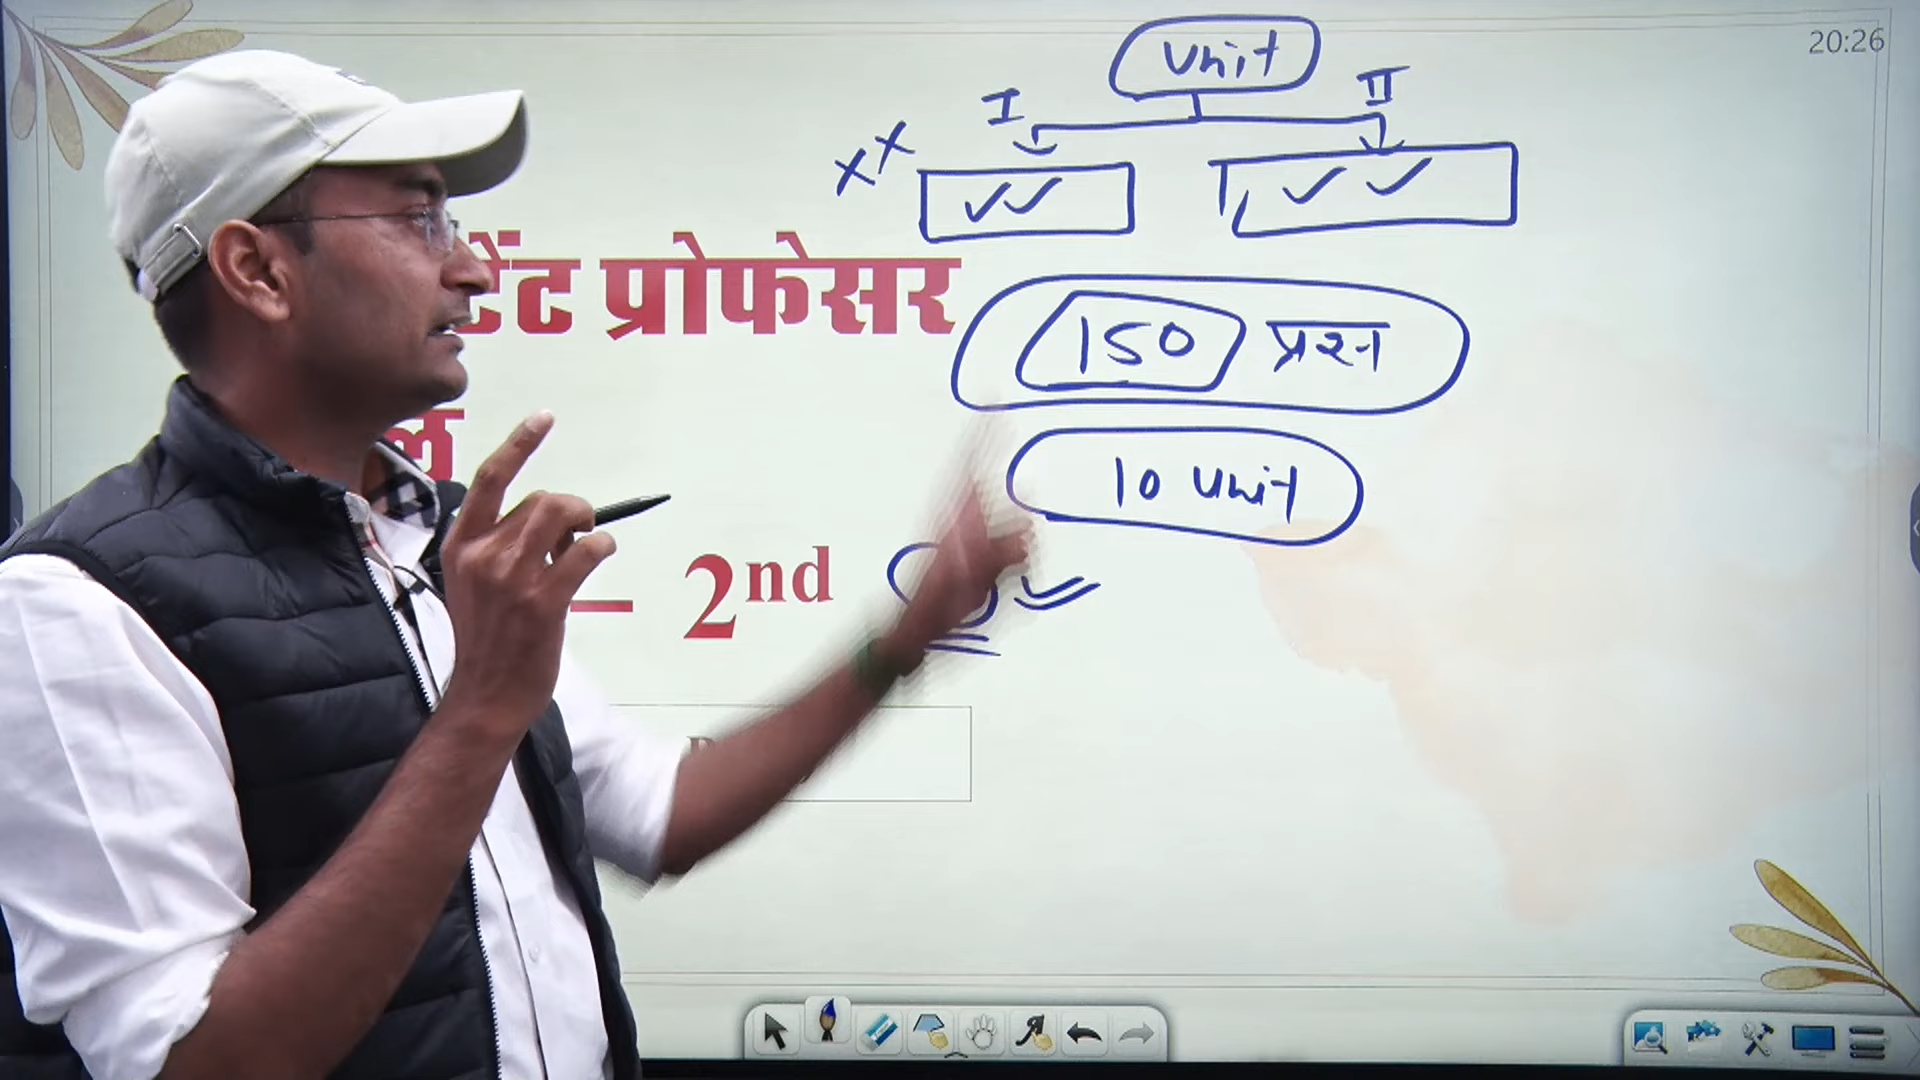 20:26
Unit
I II
XX
टेंट प्रोफेसर
150 प्रश्न
ल
10 Unit
— 2nd